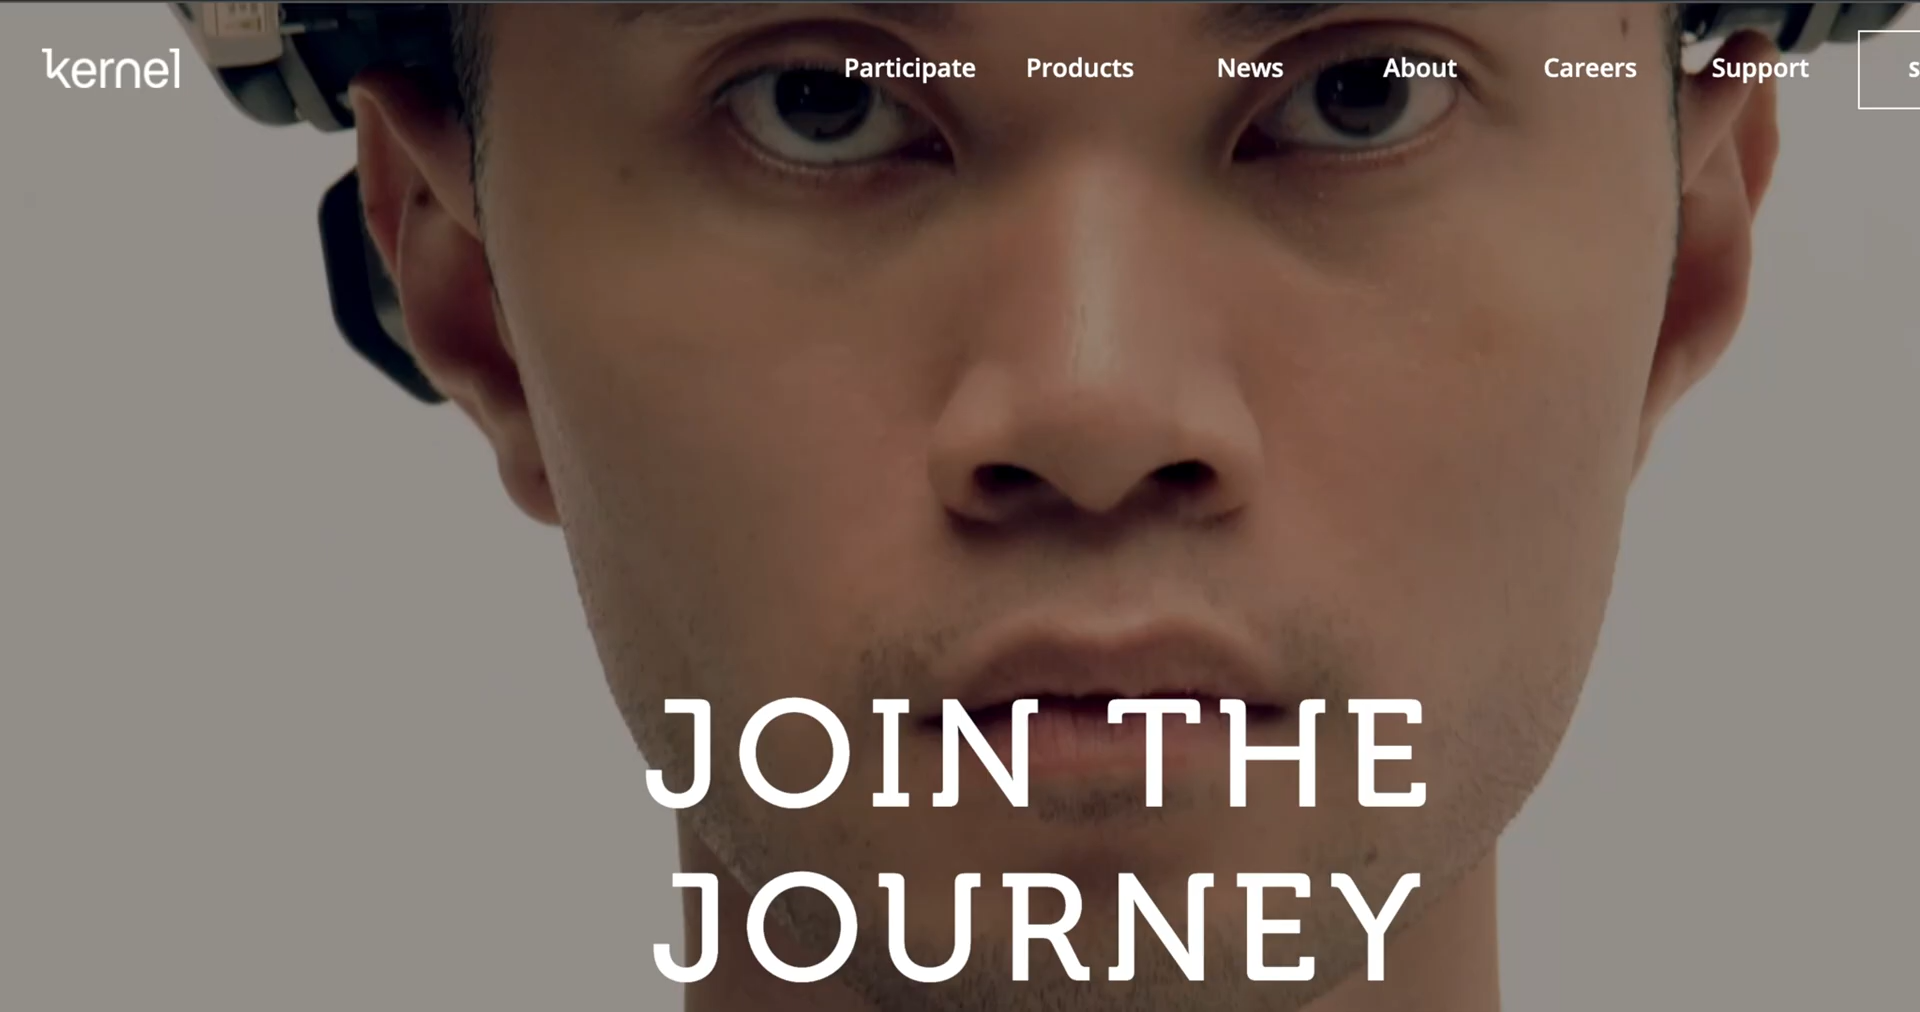 kernel
Participate Products News About Careers Support
JOIN THE
JOURNEY